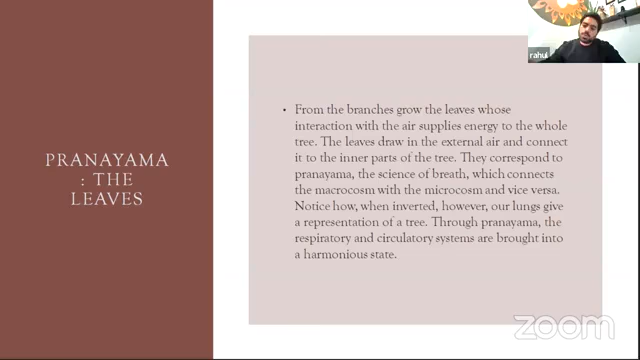 PRANAYAMA
: THE
LEAVES
• From the branches grow the leaves whose
interaction with the air supplies energy to the whole
tree. The leaves draw in the external air and connect
it to the inner parts of the tree. They correspond to
pranayama, the science of breath, which connects
the macrocosm with the microcosm and vice versa.
Notice how, when inverted, however, our lungs give
a representation of a tree. Through pranayama, the
respiratory and circulatory systems are brought into
a harmonious state.
rahul
zoom